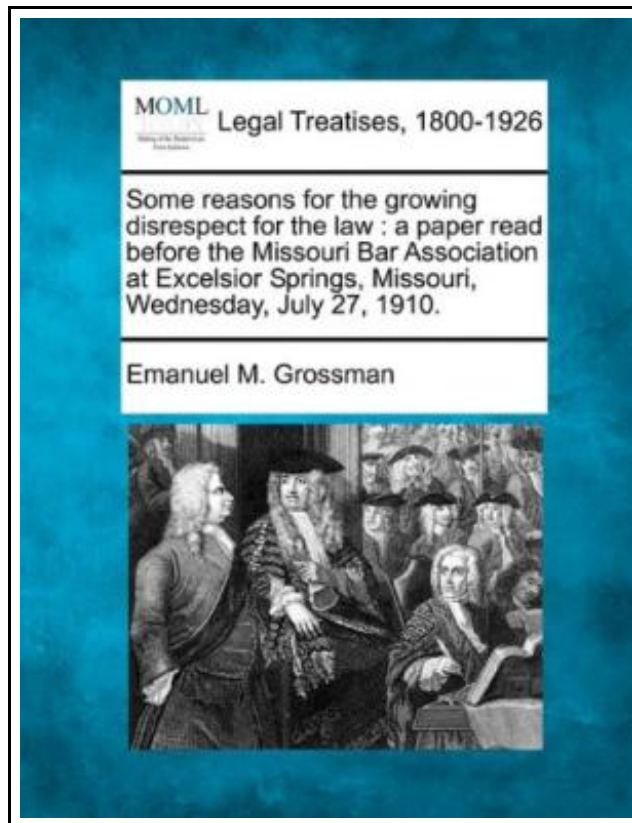 MOML
Legal Treatises, 1800-1926
Some reasons for the growing
disrespect for the law : a paper read
before the Missouri Bar Association
at Excelsior Springs, Missouri,
Wednesday, July 27, 1910.
Emanuel M. Grossman